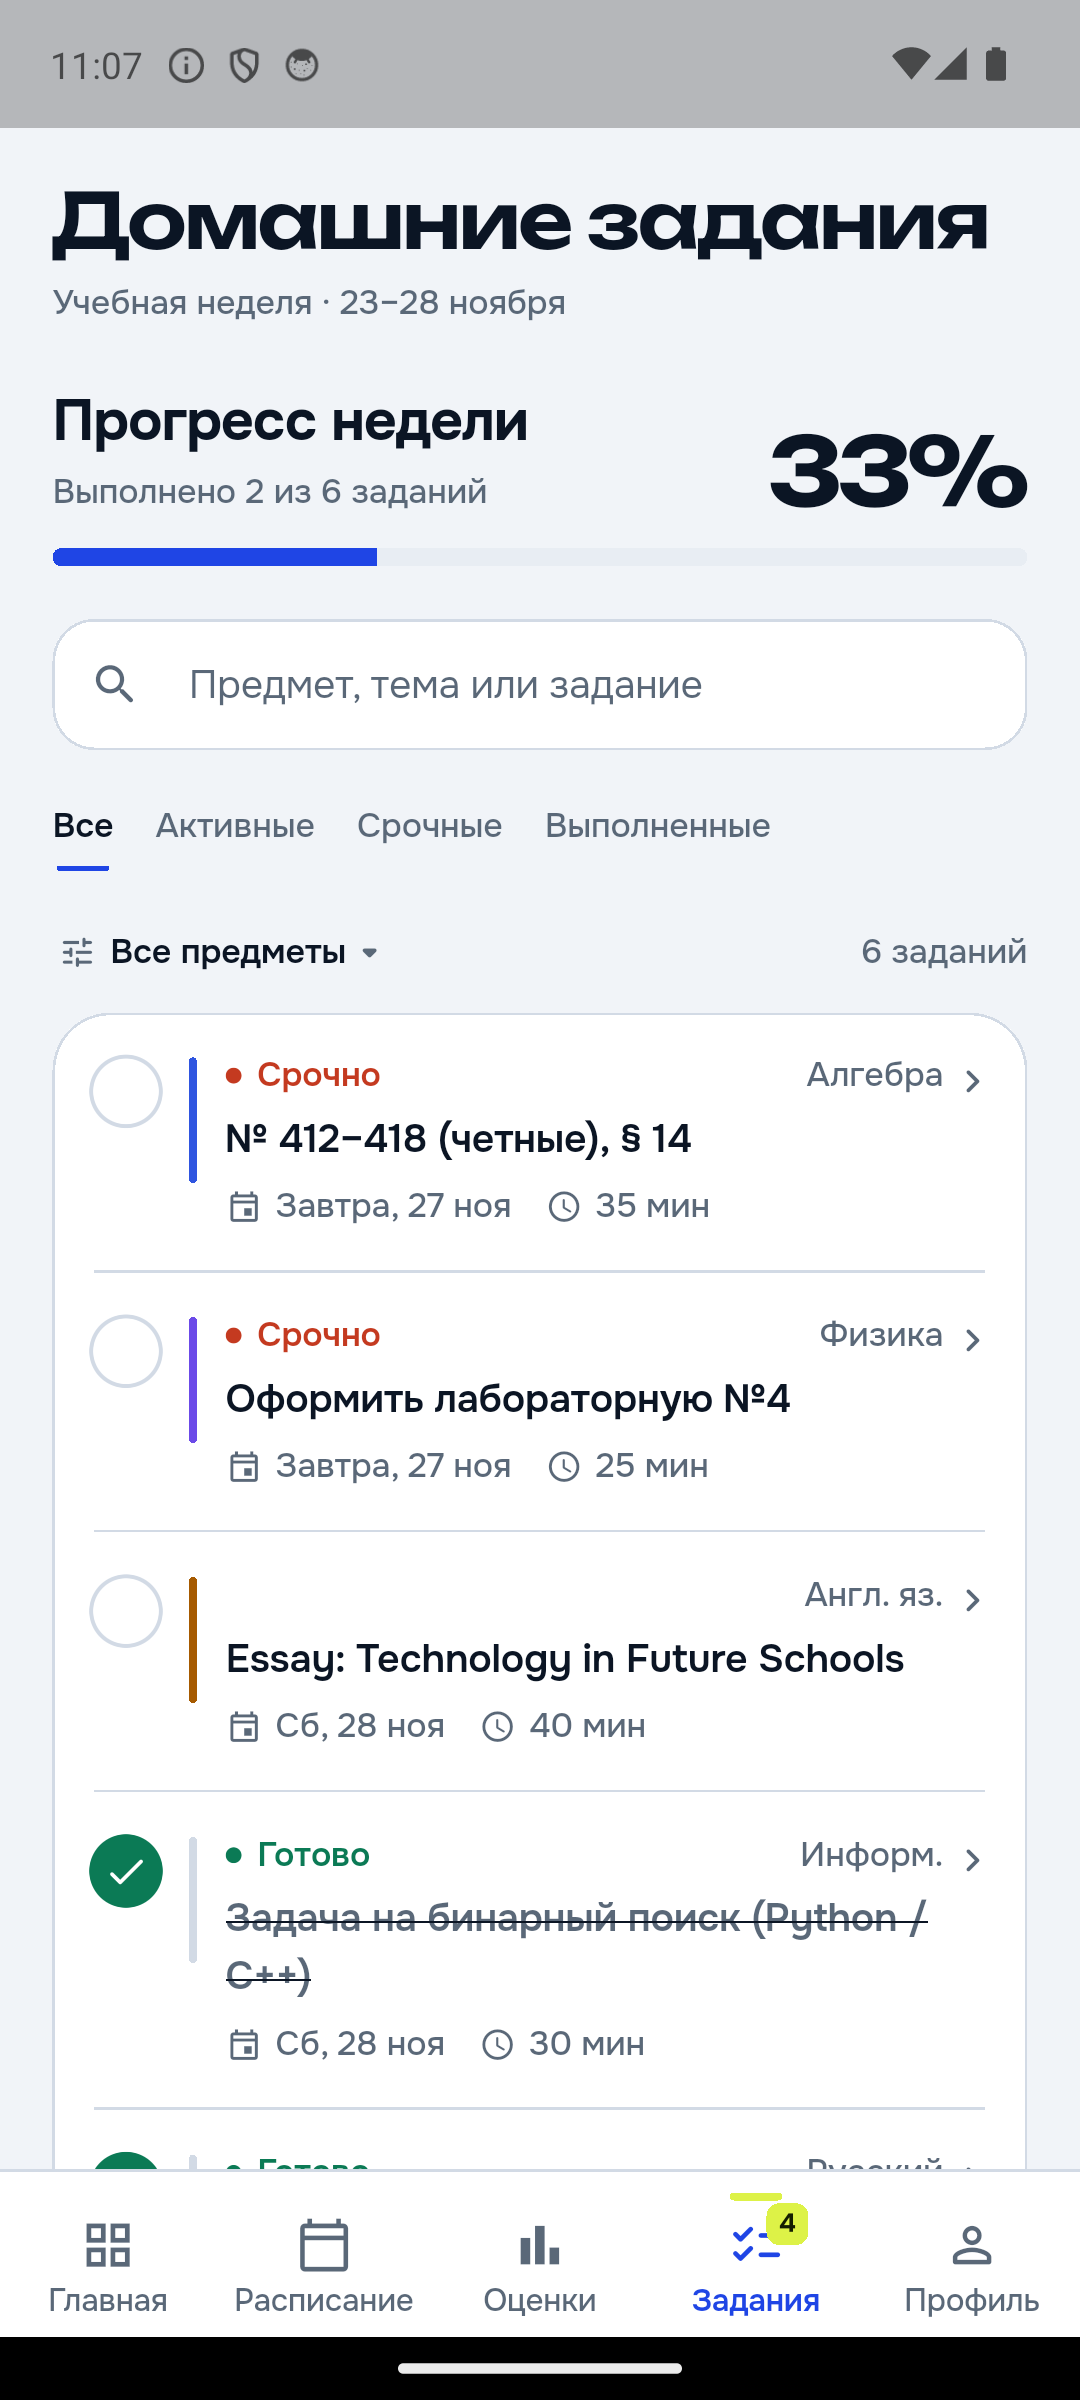 11:07
Домашние задания
Учебная неделя · 23–28 ноября
Прогресс недели
Выполнено 2 из 6 заданий
33%
Предмет, тема или задание
Все Активные Срочные Выполненные
Все предметы
6 заданий
Срочно Алгебра
№ 412–418 (четные), § 14
Завтра, 27 ноя 35 мин
Срочно Физика
Оформить лабораторную №4
Завтра, 27 ноя 25 мин
Англ. яз.
Essay: Technology in Future Schools
Сб, 28 ноя 40 мин
Готово Информ.
Задача на бинарный поиск (Python /
C++)
Сб, 28 ноя 30 мин
Готово Русский
4
Главная Расписание Оценки Задания Профиль